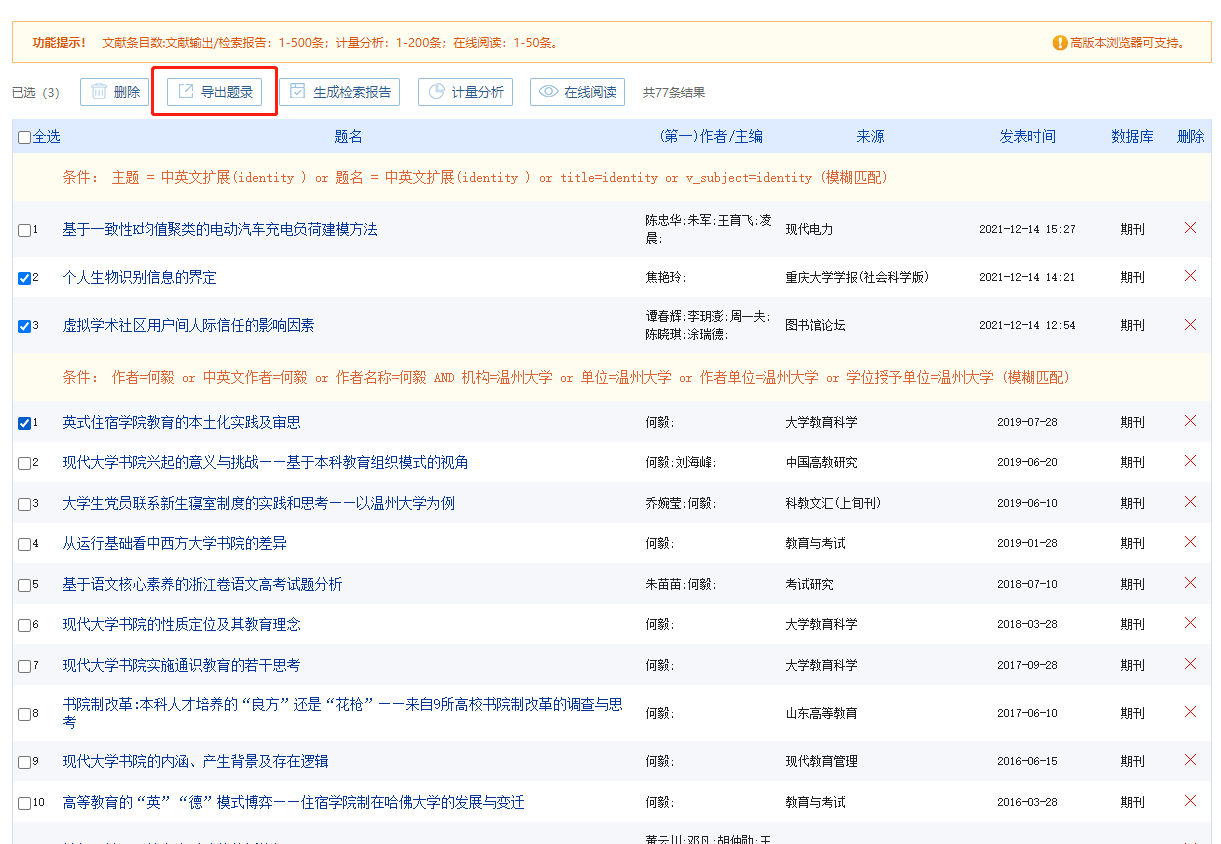 功能提示! 文献条目数:文献输出/检索报告：1-500条；计量分析：1-200条；在线阅读：1-50条。 高版本浏览器可支持。
已选 (3) 删除 导出题录 生成检索报告 计量分析 在线阅读 共77条结果
全选 题名 (第一)作者/主编 来源 发表时间 数据库 删除
条件： 主题 = 中英文扩展(identity ) or 题名 = 中英文扩展(identity ) or title=identity or v_subject=identity (模糊匹配)
1 基于一致性K均值聚类的电动汽车充电负荷建模方法 陈忠华;朱军;王育飞;凌晨; 现代电力 2021-12-14 15:27 期刊
2 个人生物识别信息的界定 焦艳玲; 重庆大学学报(社会科学版) 2021-12-14 14:21 期刊
3 虚拟学术社区用户间人际信任的影响因素 谭春辉;李玥澎;周一夫;陈晓琪;涂瑞德; 图书馆论坛 2021-12-14 12:54 期刊
条件： 作者=何毅 or 中英文作者=何毅 or 作者名称=何毅 AND 机构=温州大学 or 单位=温州大学 or 作者单位=温州大学 or 学位授予单位=温州大学 (模糊匹配)
1 英式住宿学院教育的本土化实践及审思 何毅; 大学教育科学 2019-07-28 期刊
2 现代大学书院兴起的意义与挑战——基于本科教育组织模式的视角 何毅;刘海峰; 中国高教研究 2019-06-20 期刊
3 大学生党员联系新生寝室制度的实践和思考——以温州大学为例 乔婉莹;何毅; 科教文汇(上旬刊) 2019-06-10 期刊
4 从运行基础看中西方大学书院的差异 何毅; 教育与考试 2019-01-28 期刊
5 基于语文核心素养的浙江卷语文高考试题分析 朱苗苗;何毅; 考试研究 2018-07-10 期刊
6 现代大学书院的性质定位及其教育理念 何毅; 大学教育科学 2018-03-28 期刊
7 现代大学书院实施通识教育的若干思考 何毅; 大学教育科学 2017-09-28 期刊
8 书院制改革:本科人才培养的“良方”还是“花枪”——来自9所高校书院制改革的调查与思考 何毅; 山东高等教育 2017-06-10 期刊
9 现代大学书院的内涵、产生背景及存在逻辑 何毅; 现代教育管理 2016-06-15 期刊
10 高等教育的“英”“德”模式博弈——住宿学院制在哈佛大学的发展与变迁 何毅; 教育与考试 2016-03-28 期刊